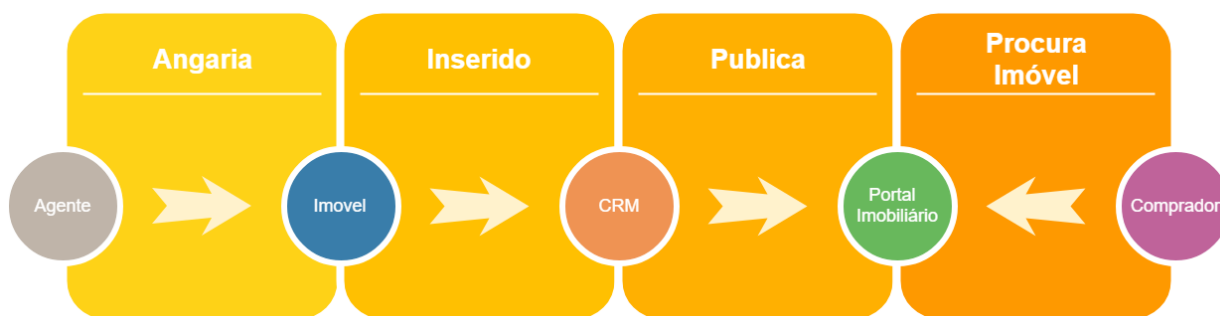 Angaria
Inserido
Publica
Procura
Imóvel
Agente
Imovel
CRM
Portal
Imobiliário
Comprador